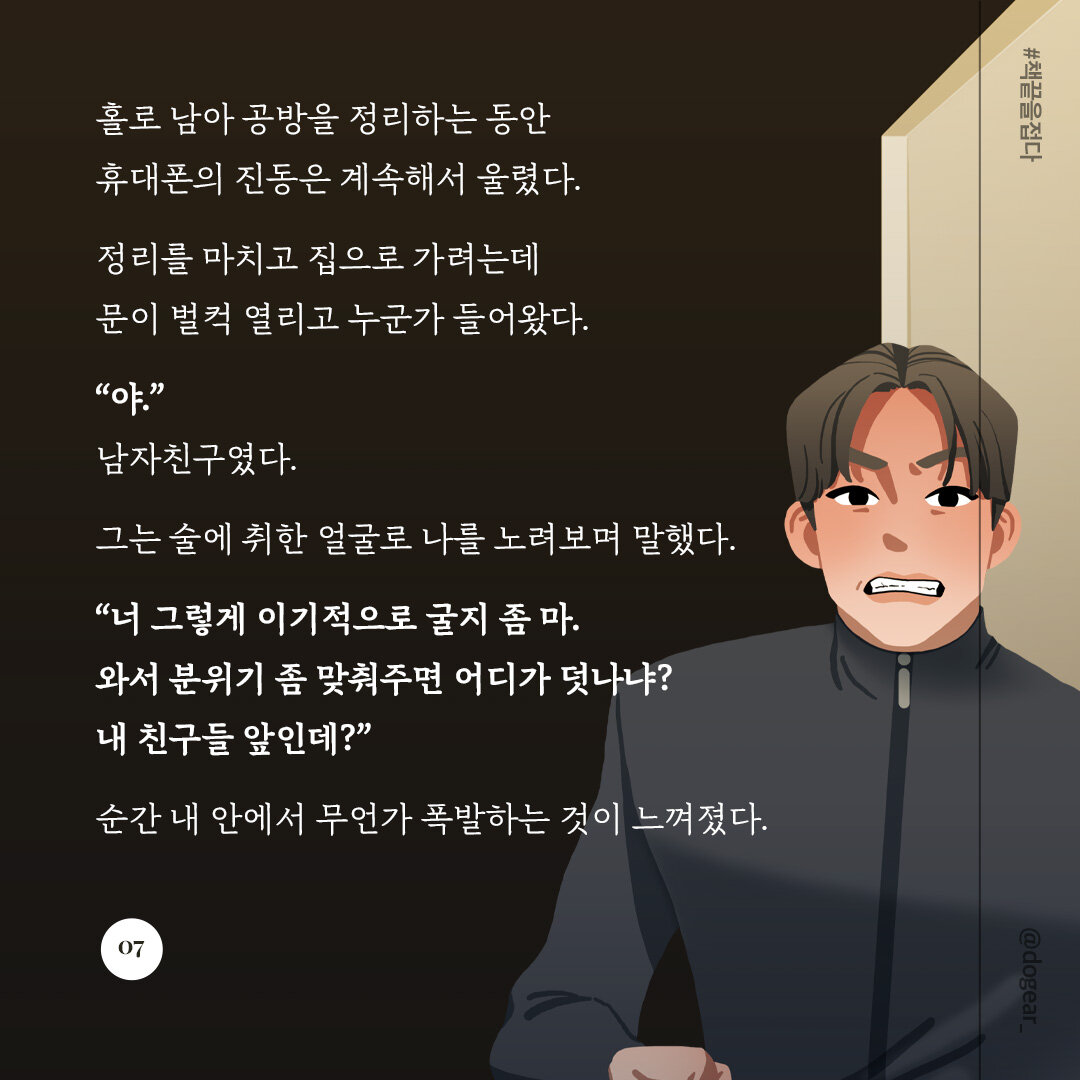 홀로 남아 공방을 정리하는 동안
휴대폰의 진동은 계속해서 울렸다.
정리를 마치고 집으로 가려는데
문이 벌컥 열리고 누군가 들어왔다.
“야.”
남자친구였다.
그는 술에 취한 얼굴로 나를 노려보며 말했다.
“너 그렇게 이기적으로 굴지 좀 마.
와서 분위기 좀 맞춰주면 어디가 덧나냐?
내 친구들 앞인데?”
순간 내 안에서 무언가 폭발하는 것이 느껴졌다.
07
#책끝을접다
@dogear_